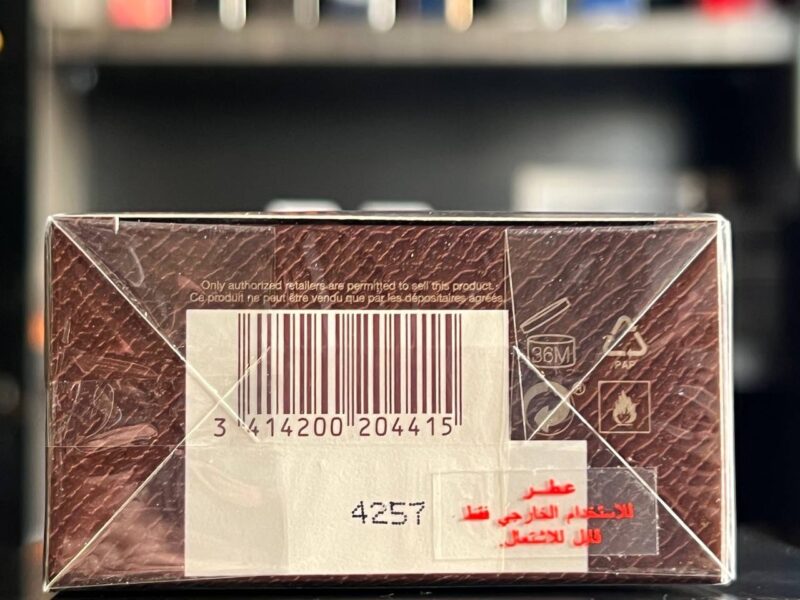 Only authorized retailers are permitted to sell this product.
Ce produit ne peut être vendu que par les dépositaires agréés.
36M
PAP
3 414200 204415
4257
عطر
للاستخدام الخارجي فقط
قابل للاشتعال.